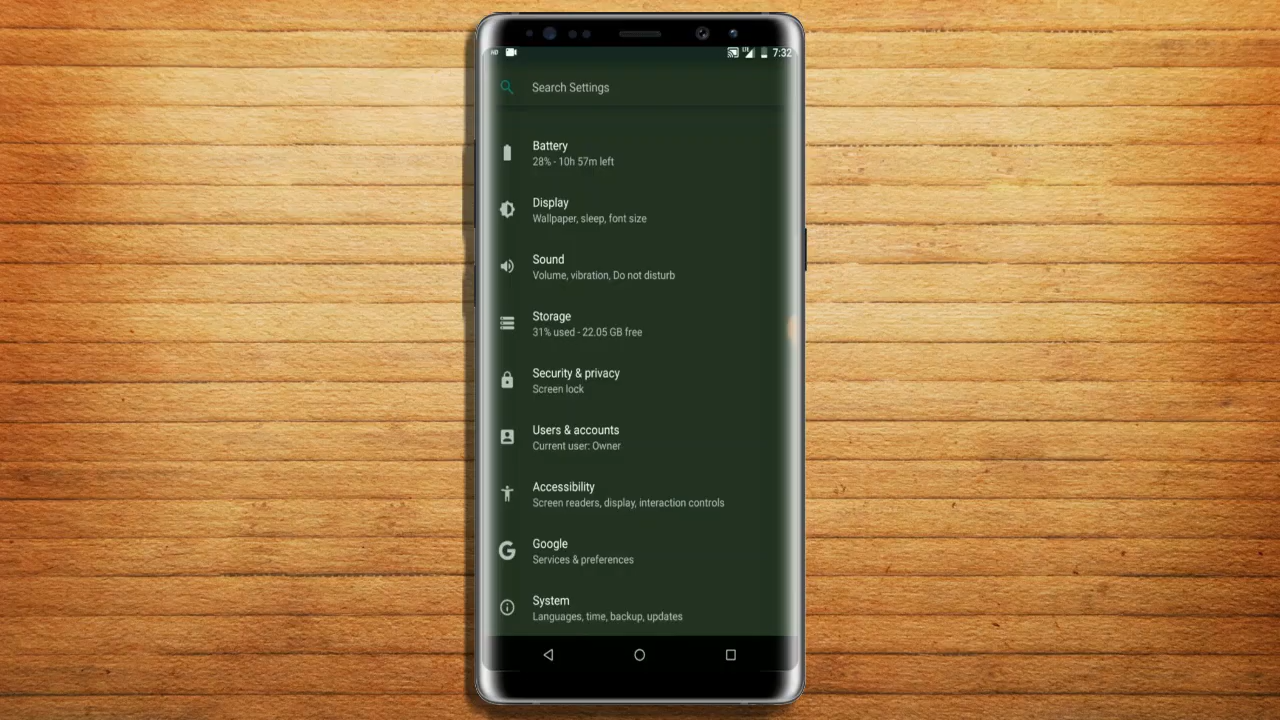 HD
LTE
7:32
Search Settings
Battery
28% - 10h 57m left
Display
Wallpaper, sleep, font size
Sound
Volume, vibration, Do not disturb
Storage
31% used - 22.05 GB free
Security & privacy
Screen lock
Users & accounts
Current user: Owner
Accessibility
Screen readers, display, interaction controls
Google
Services & preferences
System
Languages, time, backup, updates